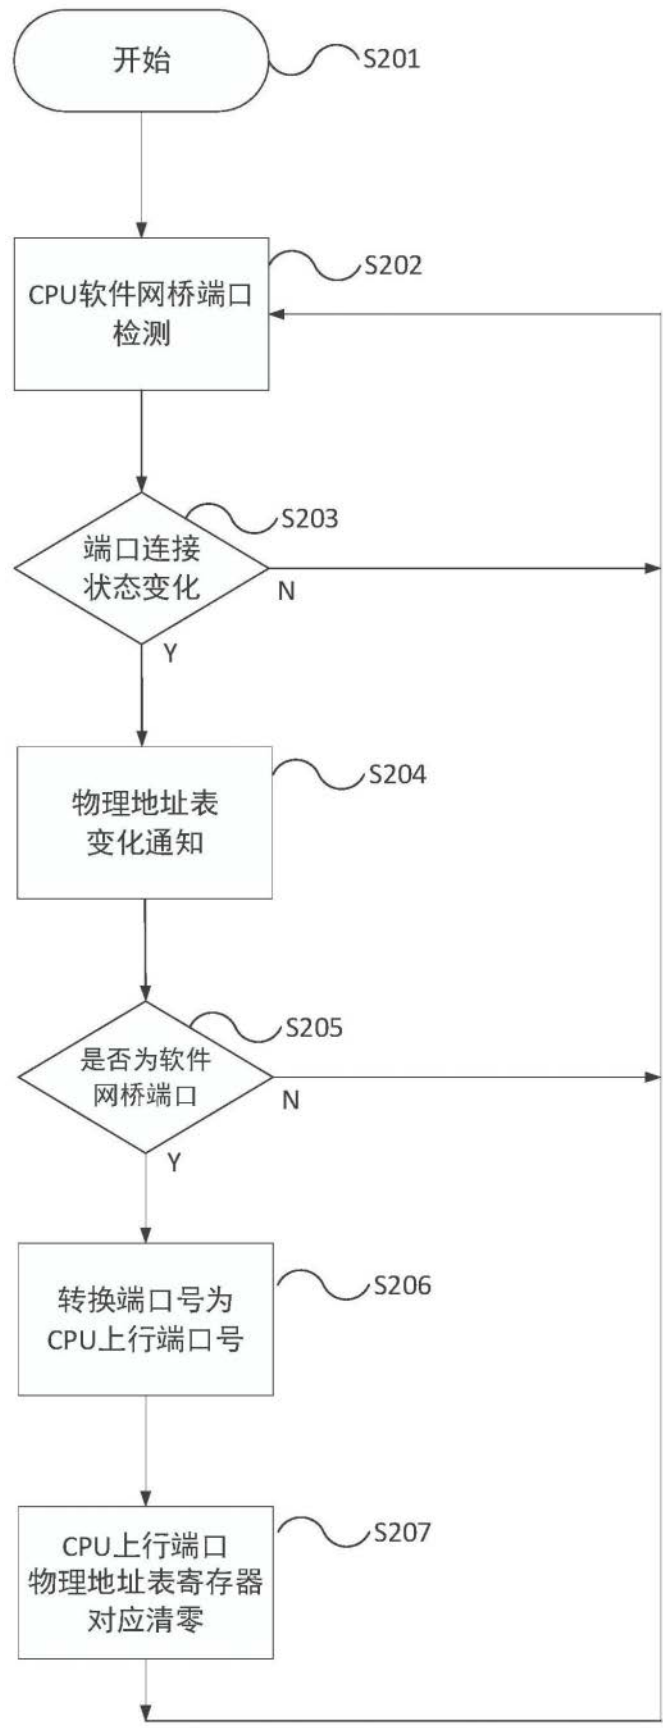 开始
S201
S202
CPU软件网桥端口
检测
S203
端口连接
状态变化
N
Y
S204
物理地址表
变化通知
S205
是否为软件
网桥端口
N
Y
S206
转换端口号为
CPU上行端口号
S207
CPU上行端口
物理地址表寄存器
对应清零